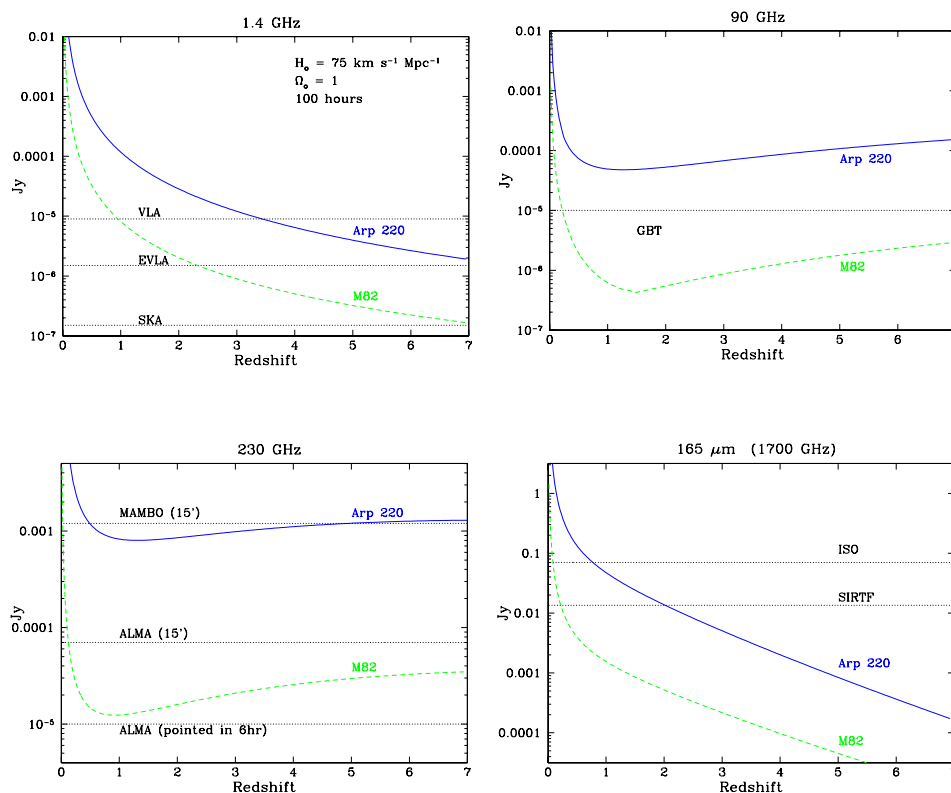 1.4 GHz
H₀ = 75 km s⁻¹ Mpc⁻¹
Ω₀ = 1
100 hours
0.01
0.001
0.0001
10⁻⁵
10⁻⁶
10⁻⁷
Jy
VLA
EVLA
SKA
Arp 220
M82
0 1 2 3 4 5 6 7
Redshift
90 GHz
0.01
0.001
0.0001
10⁻⁵
10⁻⁶
10⁻⁷
Jy
Arp 220
GBT
M82
0 1 2 3 4 5 6
Redshift
230 GHz
0.001
0.0001
10⁻⁵
Jy
MAMBO (15')
Arp 220
ALMA (15')
M82
ALMA (pointed in 6hr)
0 1 2 3 4 5 6 7
Redshift
165 μm (1700 GHz)
1
0.1
0.01
0.001
0.0001
Jy
ISO
SIRTF
Arp 220
M82
0 1 2 3 4 5 6
Redshift